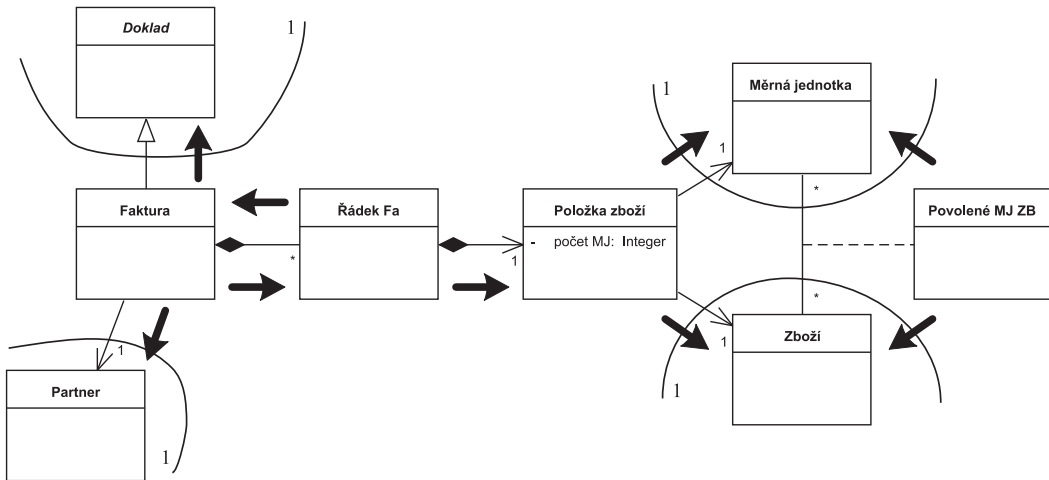 Doklad
1
1
Měrná jednotka
1
*
Faktura
Řádek Fa
Položka zboží
Povolené MJ ZB
- počet MJ: Integer
*
1
*
1
1
Zboží
Partner
1
1